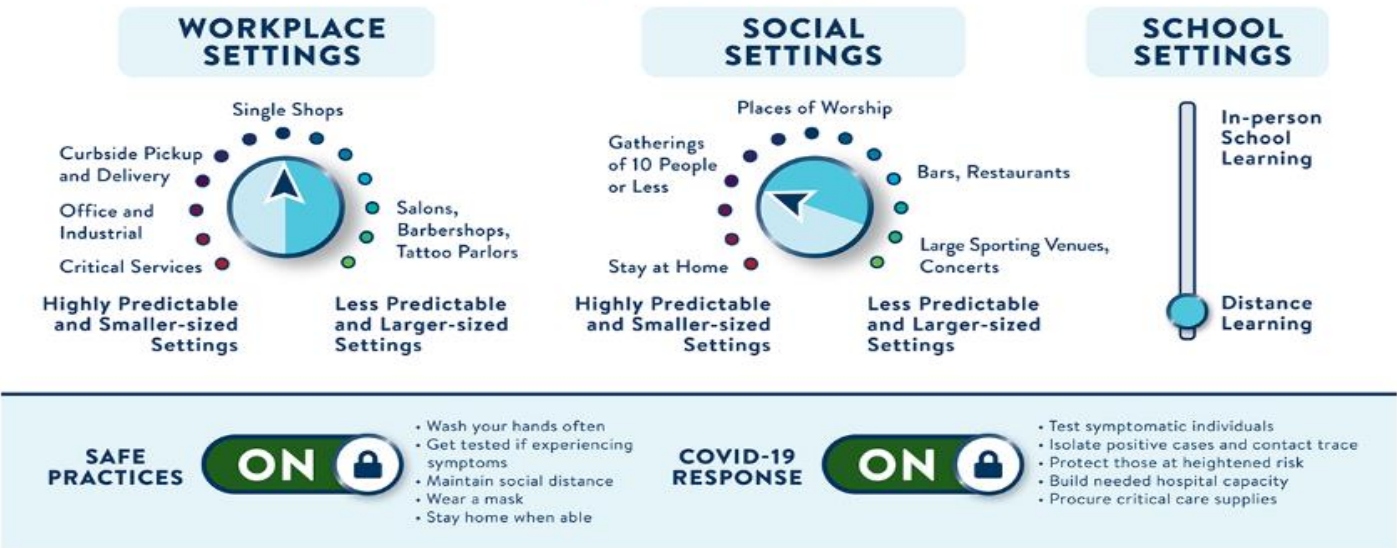 WORKPLACE
SETTINGS
Single Shops
Curbside Pickup
and Delivery
Office and
Industrial
Critical Services
Salons,
Barbershops,
Tattoo Parlors
Highly Predictable
and Smaller-sized
Settings
Less Predictable
and Larger-sized
Settings
SOCIAL
SETTINGS
Places of Worship
Gatherings
of 10 People
or Less
Stay at Home
Bars, Restaurants
Large Sporting Venues,
Concerts
Highly Predictable
and Smaller-sized
Settings
Less Predictable
and Larger-sized
Settings
SCHOOL
SETTINGS
In-person
School
Learning
Distance
Learning
SAFE
PRACTICES
ON
• Wash your hands often
• Get tested if experiencing
symptoms
• Maintain social distance
• Wear a mask
• Stay home when able
COVID-19
RESPONSE
ON
• Test symptomatic individuals
• Isolate positive cases and contact trace
• Protect those at heightened risk
• Build needed hospital capacity
• Procure critical care supplies